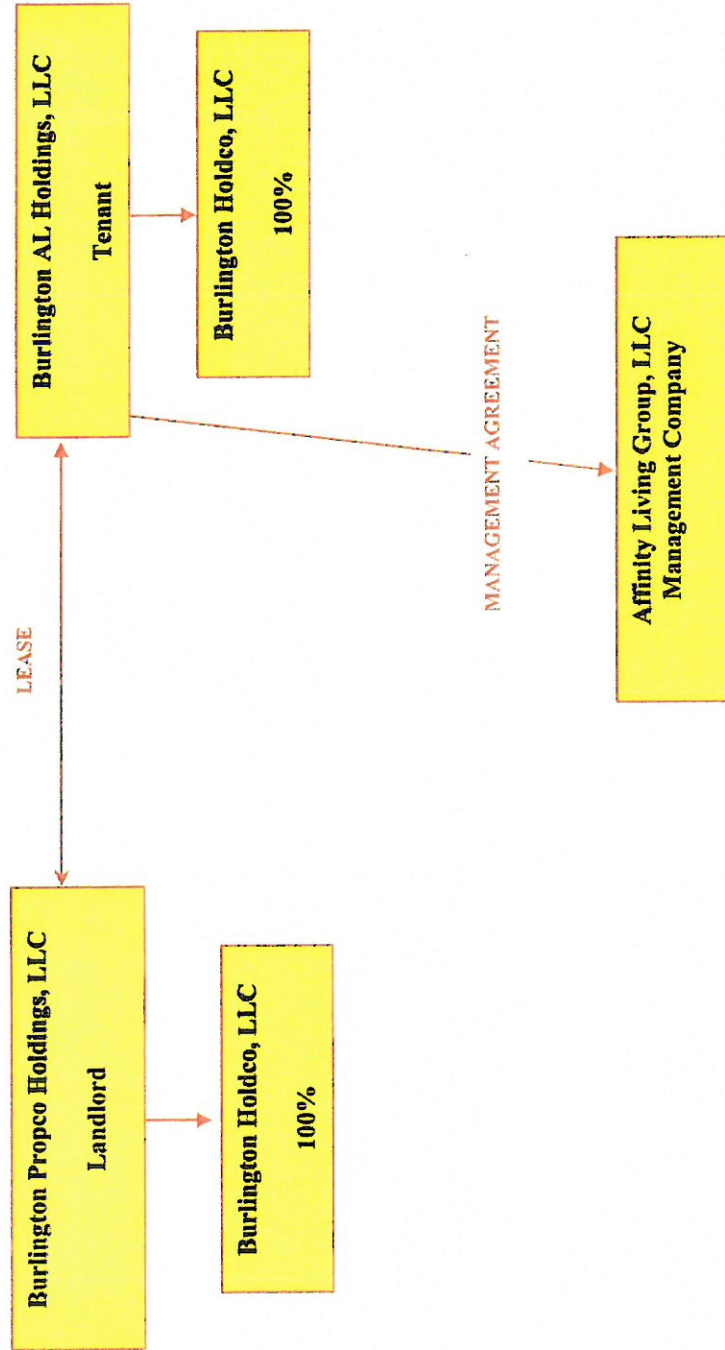 Burlington Propco Holdings, LLC
Landlord
Burlington Holdco, LLC
100%
LEASE
Burlington AL Holdings, LLC
Tenant
Burlington Holdco, LLC
100%
MANAGEMENT AGREEMENT
Affinity Living Group, LLC
Management Company